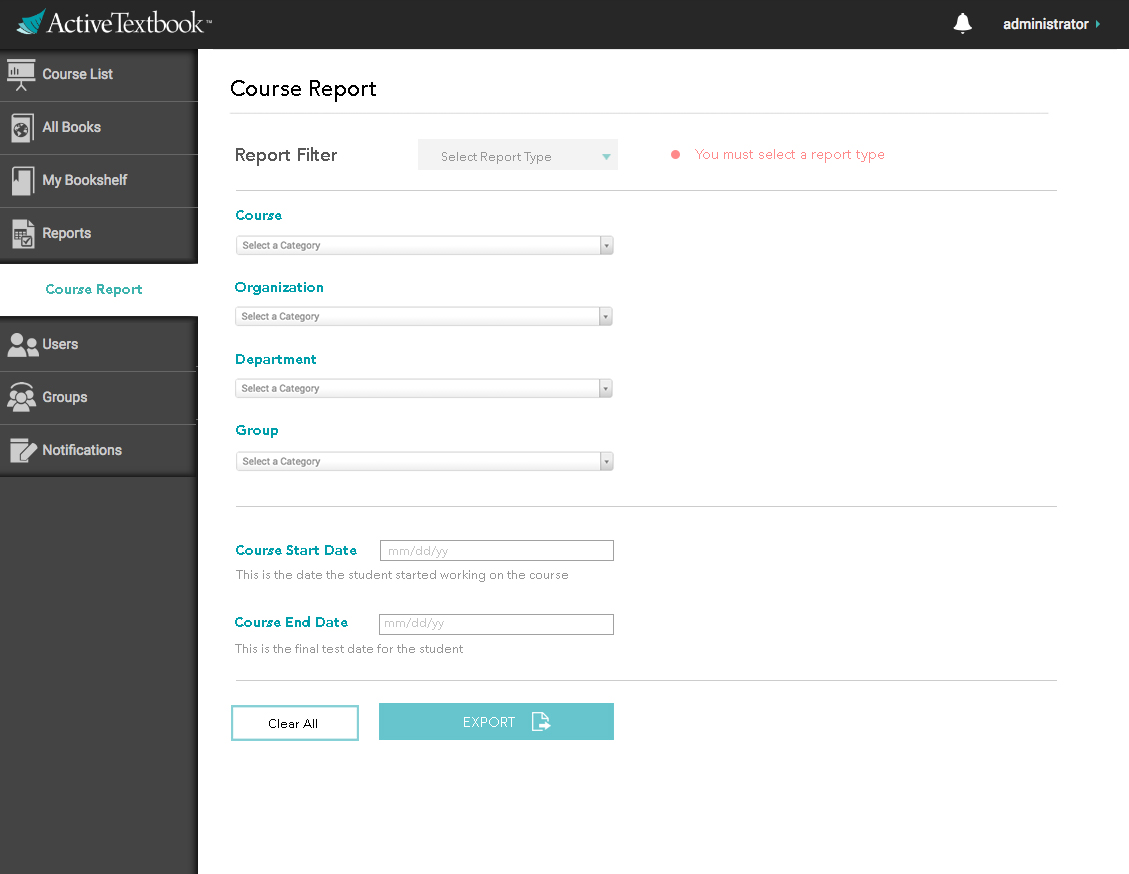 ActiveTextbook™
administrator
Course List
All Books
My Bookshelf
Reports
Course Report
Users
Groups
Notifications
Course Report
Report Filter
Select Report Type
You must select a report type
Course
Select a Category
Organization
Select a Category
Department
Select a Category
Group
Select a Category
Course Start Date
mm/dd/yy
This is the date the student started working on the course
Course End Date
mm/dd/yy
This is the final test date for the student
Clear All
EXPORT